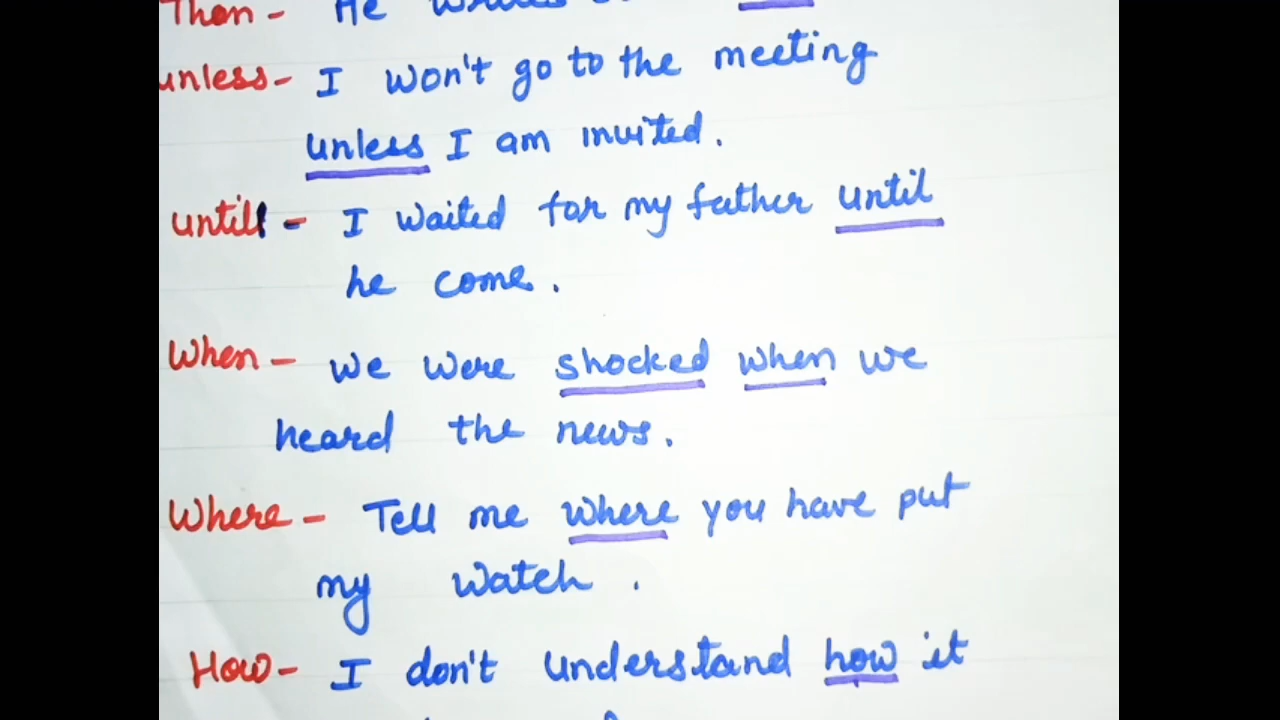 Than - He
unless - I won't go to the meeting
unless I am invited.
until - I waited for my father until
he come.
When - we were shocked when we
heard the news.
Where - Tell me where you have put
my watch.
How - I don't understand how it